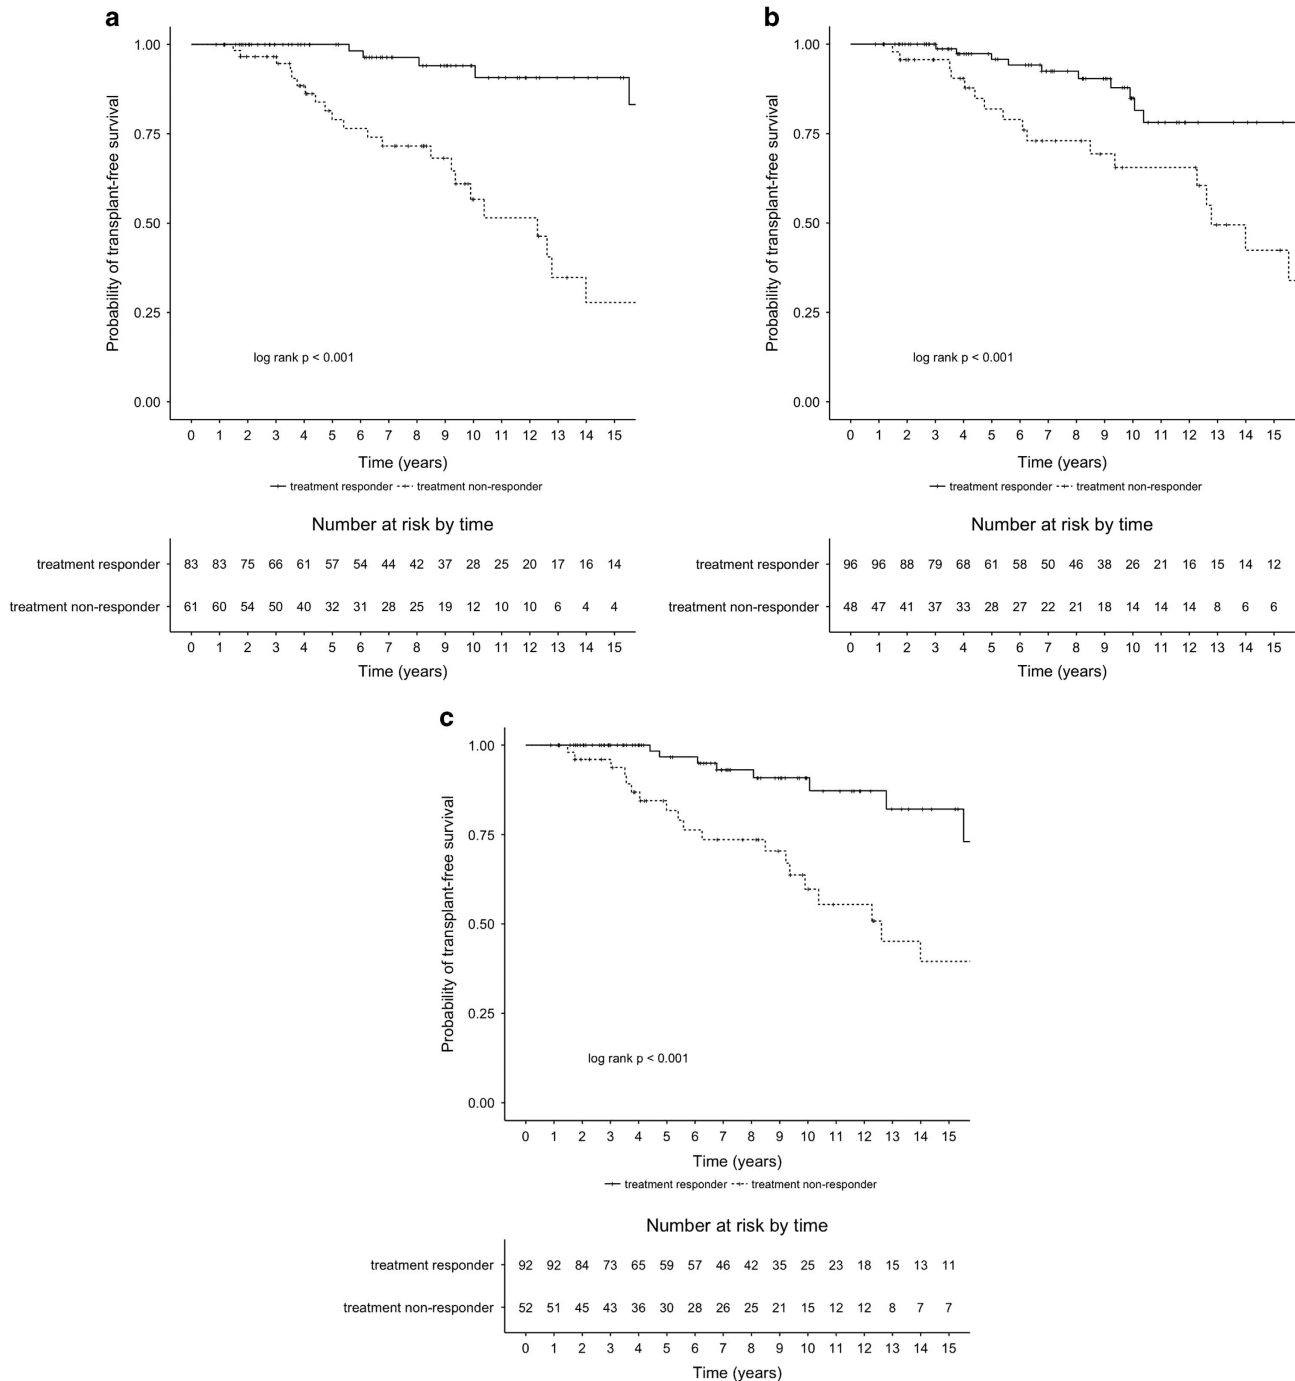 a
Probability of transplant-free survival
1.00
0.75
0.50
0.25
0.00
log rank p < 0.001
0 1 2 3 4 5 6 7 8 9 10 11 12 13 14 15
Time (years)
treatment responder treatment non-responder
Number at risk by time
treatment responder 83 83 75 66 61 57 54 44 42 37 28 25 20 17 16 14
treatment non-responder 61 60 54 50 40 32 31 28 25 19 12 10 10 6 4 4
0 1 2 3 4 5 6 7 8 9 10 11 12 13 14 15
Time (years)
b
Probability of transplant-free survival
1.00
0.75
0.50
0.25
0.00
log rank p < 0.001
0 1 2 3 4 5 6 7 8 9 10 11 12 13 14 15
Time (years)
treatment responder treatment non-responder
Number at risk by time
treatment responder 96 96 88 79 68 61 58 50 46 38 26 21 16 15 14 12
treatment non-responder 48 47 41 37 33 28 27 22 21 18 14 14 14 8 6 6
0 1 2 3 4 5 6 7 8 9 10 11 12 13 14 15
Time (years)
c
Probability of transplant-free survival
1.00
0.75
0.50
0.25
0.00
log rank p < 0.001
0 1 2 3 4 5 6 7 8 9 10 11 12 13 14 15
Time (years)
treatment responder treatment non-responder
Number at risk by time
treatment responder 92 92 84 73 65 59 57 46 42 35 25 23 18 15 13 11
treatment non-responder 52 51 45 43 36 30 28 26 25 21 15 12 12 8 7 7
0 1 2 3 4 5 6 7 8 9 10 11 12 13 14 15
Time (years)